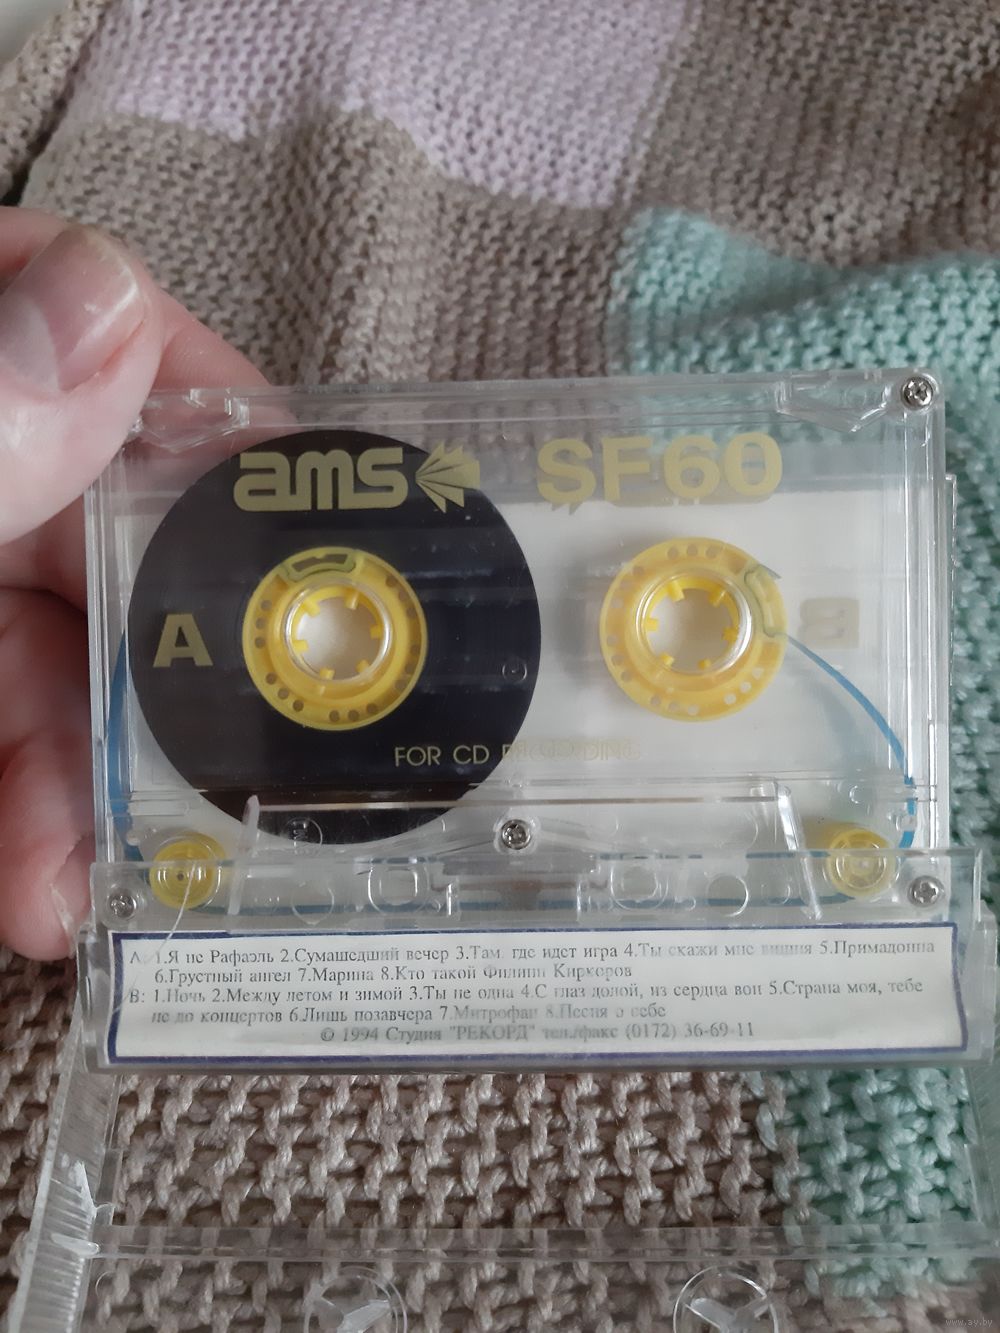 ams SF60
A B
FOR CD RECORDING
A: 1.Я не Рафаэль 2.Сумашедший вечер 3.Там, где идет игра 4.Ты скажи мне вишня 5.Примадонна
6.Грустный ангел 7.Марина 8.Кто такой Филипп Киркоров
B: 1.Ночь 2.Между летом и зимой 3.Ты не одна 4.С глаз долой, из сердца вон 5.Страна моя, тебе
не до концертов 6.Лишь позавчера 7.Митрофан 8.Песня о себе
© 1994 Студия "РЕКОРД" тел./факс (0172) 36-69-11
www.ay.by